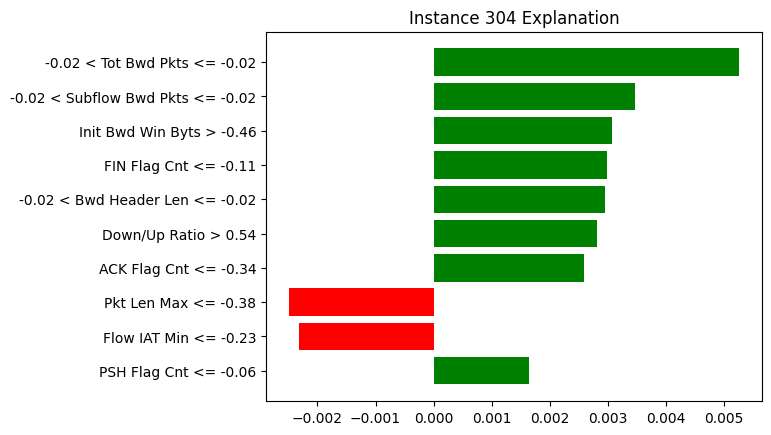 Instance 304 Explanation
-0.02 < Tot Bwd Pkts <= -0.02
-0.02 < Subflow Bwd Pkts <= -0.02
Init Bwd Win Byts > -0.46
FIN Flag Cnt <= -0.11
-0.02 < Bwd Header Len <= -0.02
Down/Up Ratio > 0.54
ACK Flag Cnt <= -0.34
Pkt Len Max <= -0.38
Flow IAT Min <= -0.23
PSH Flag Cnt <= -0.06
−0.002 −0.001 0.000 0.001 0.002 0.003 0.004 0.005